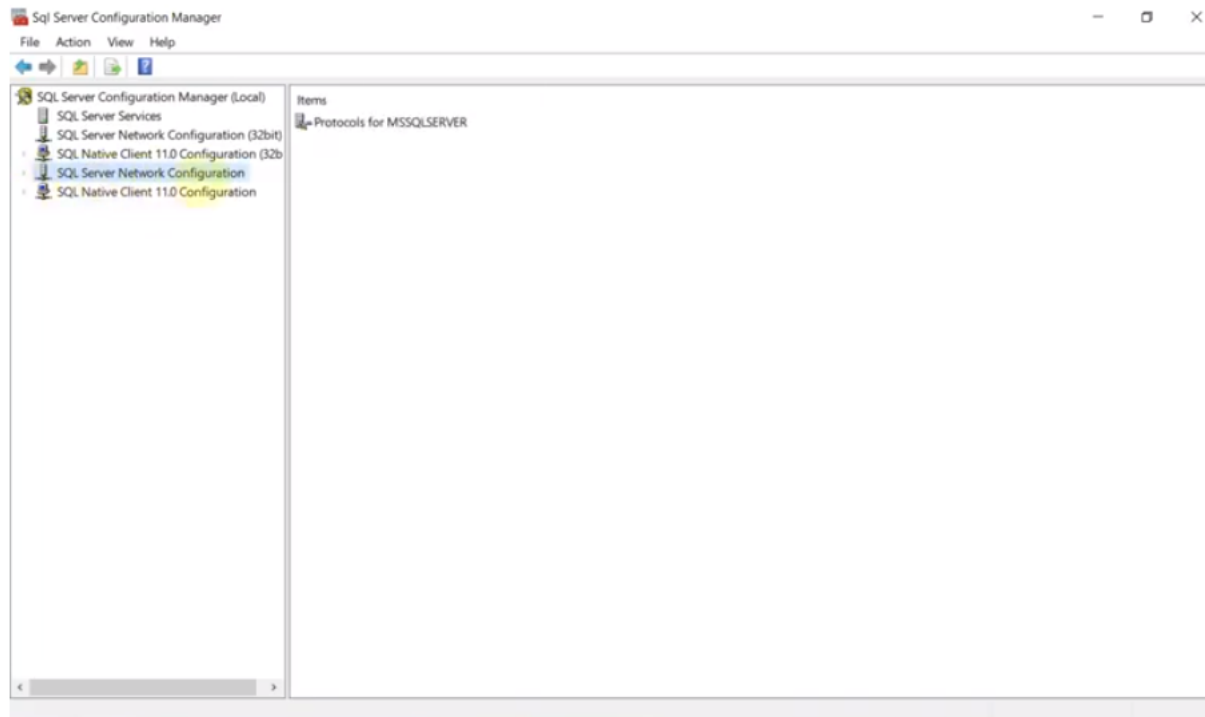 Sql Server Configuration Manager
File Action View Help
SQL Server Configuration Manager (Local)
SQL Server Services
SQL Server Network Configuration (32bit)
SQL Native Client 11.0 Configuration (32b
SQL Server Network Configuration
SQL Native Client 11.0 Configuration
Items
Protocols for MSSQLSERVER